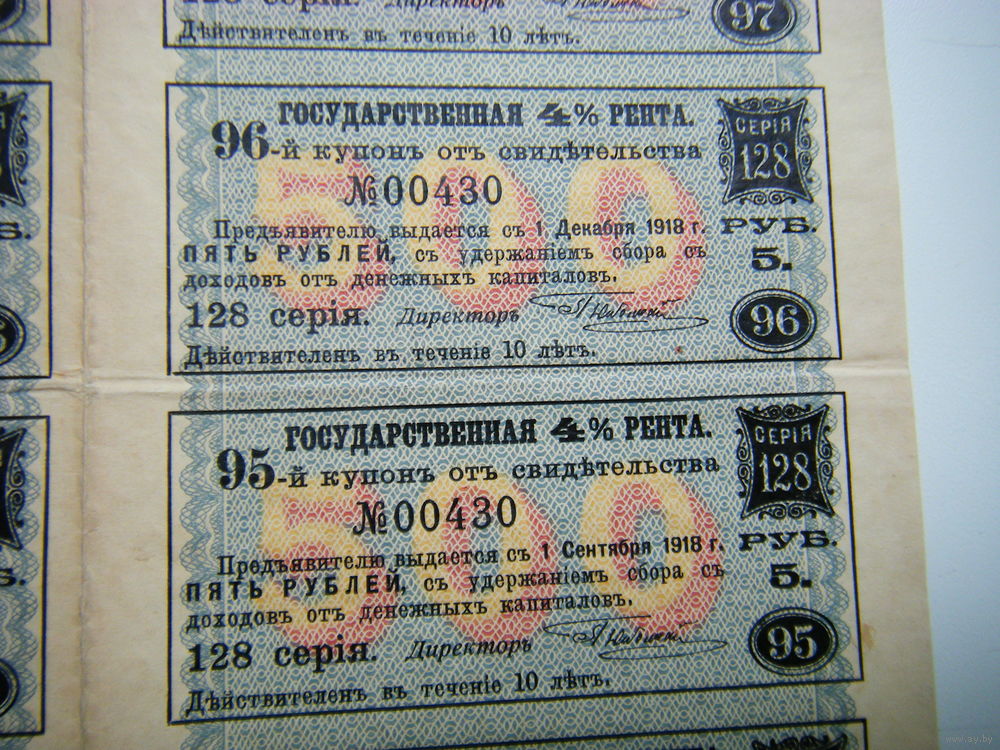 Директоръ
97
Дѣйствителенъ въ теченіе 10 лѣтъ.
ГОСУДАРСТВЕННАЯ 4% РЕНТА.
СЕРІЯ
128
96-й купонъ отъ свидѣтельства
№00430
500
Предъявителю выдается съ 1 Декабря 1918 г.
РУБ.
5.
ПЯТЬ РУБЛЕЙ, съ удержаніемъ сбора съ
доходовъ отъ денежныхъ капиталовъ.
128 серія. Директоръ
96
Дѣйствителенъ въ теченіе 10 лѣтъ.
ГОСУДАРСТВЕННАЯ 4% РЕНТА.
СЕРІЯ
128
95-й купонъ отъ свидѣтельства
№00430
500
Предъявителю выдается съ 1 Сентября 1918 г.
РУБ.
5.
ПЯТЬ РУБЛЕЙ, съ удержаніемъ сбора съ
доходовъ отъ денежныхъ капиталовъ.
128 серія. Директоръ
95
Дѣйствителенъ въ теченіе 10 лѣтъ.
www.ay.by